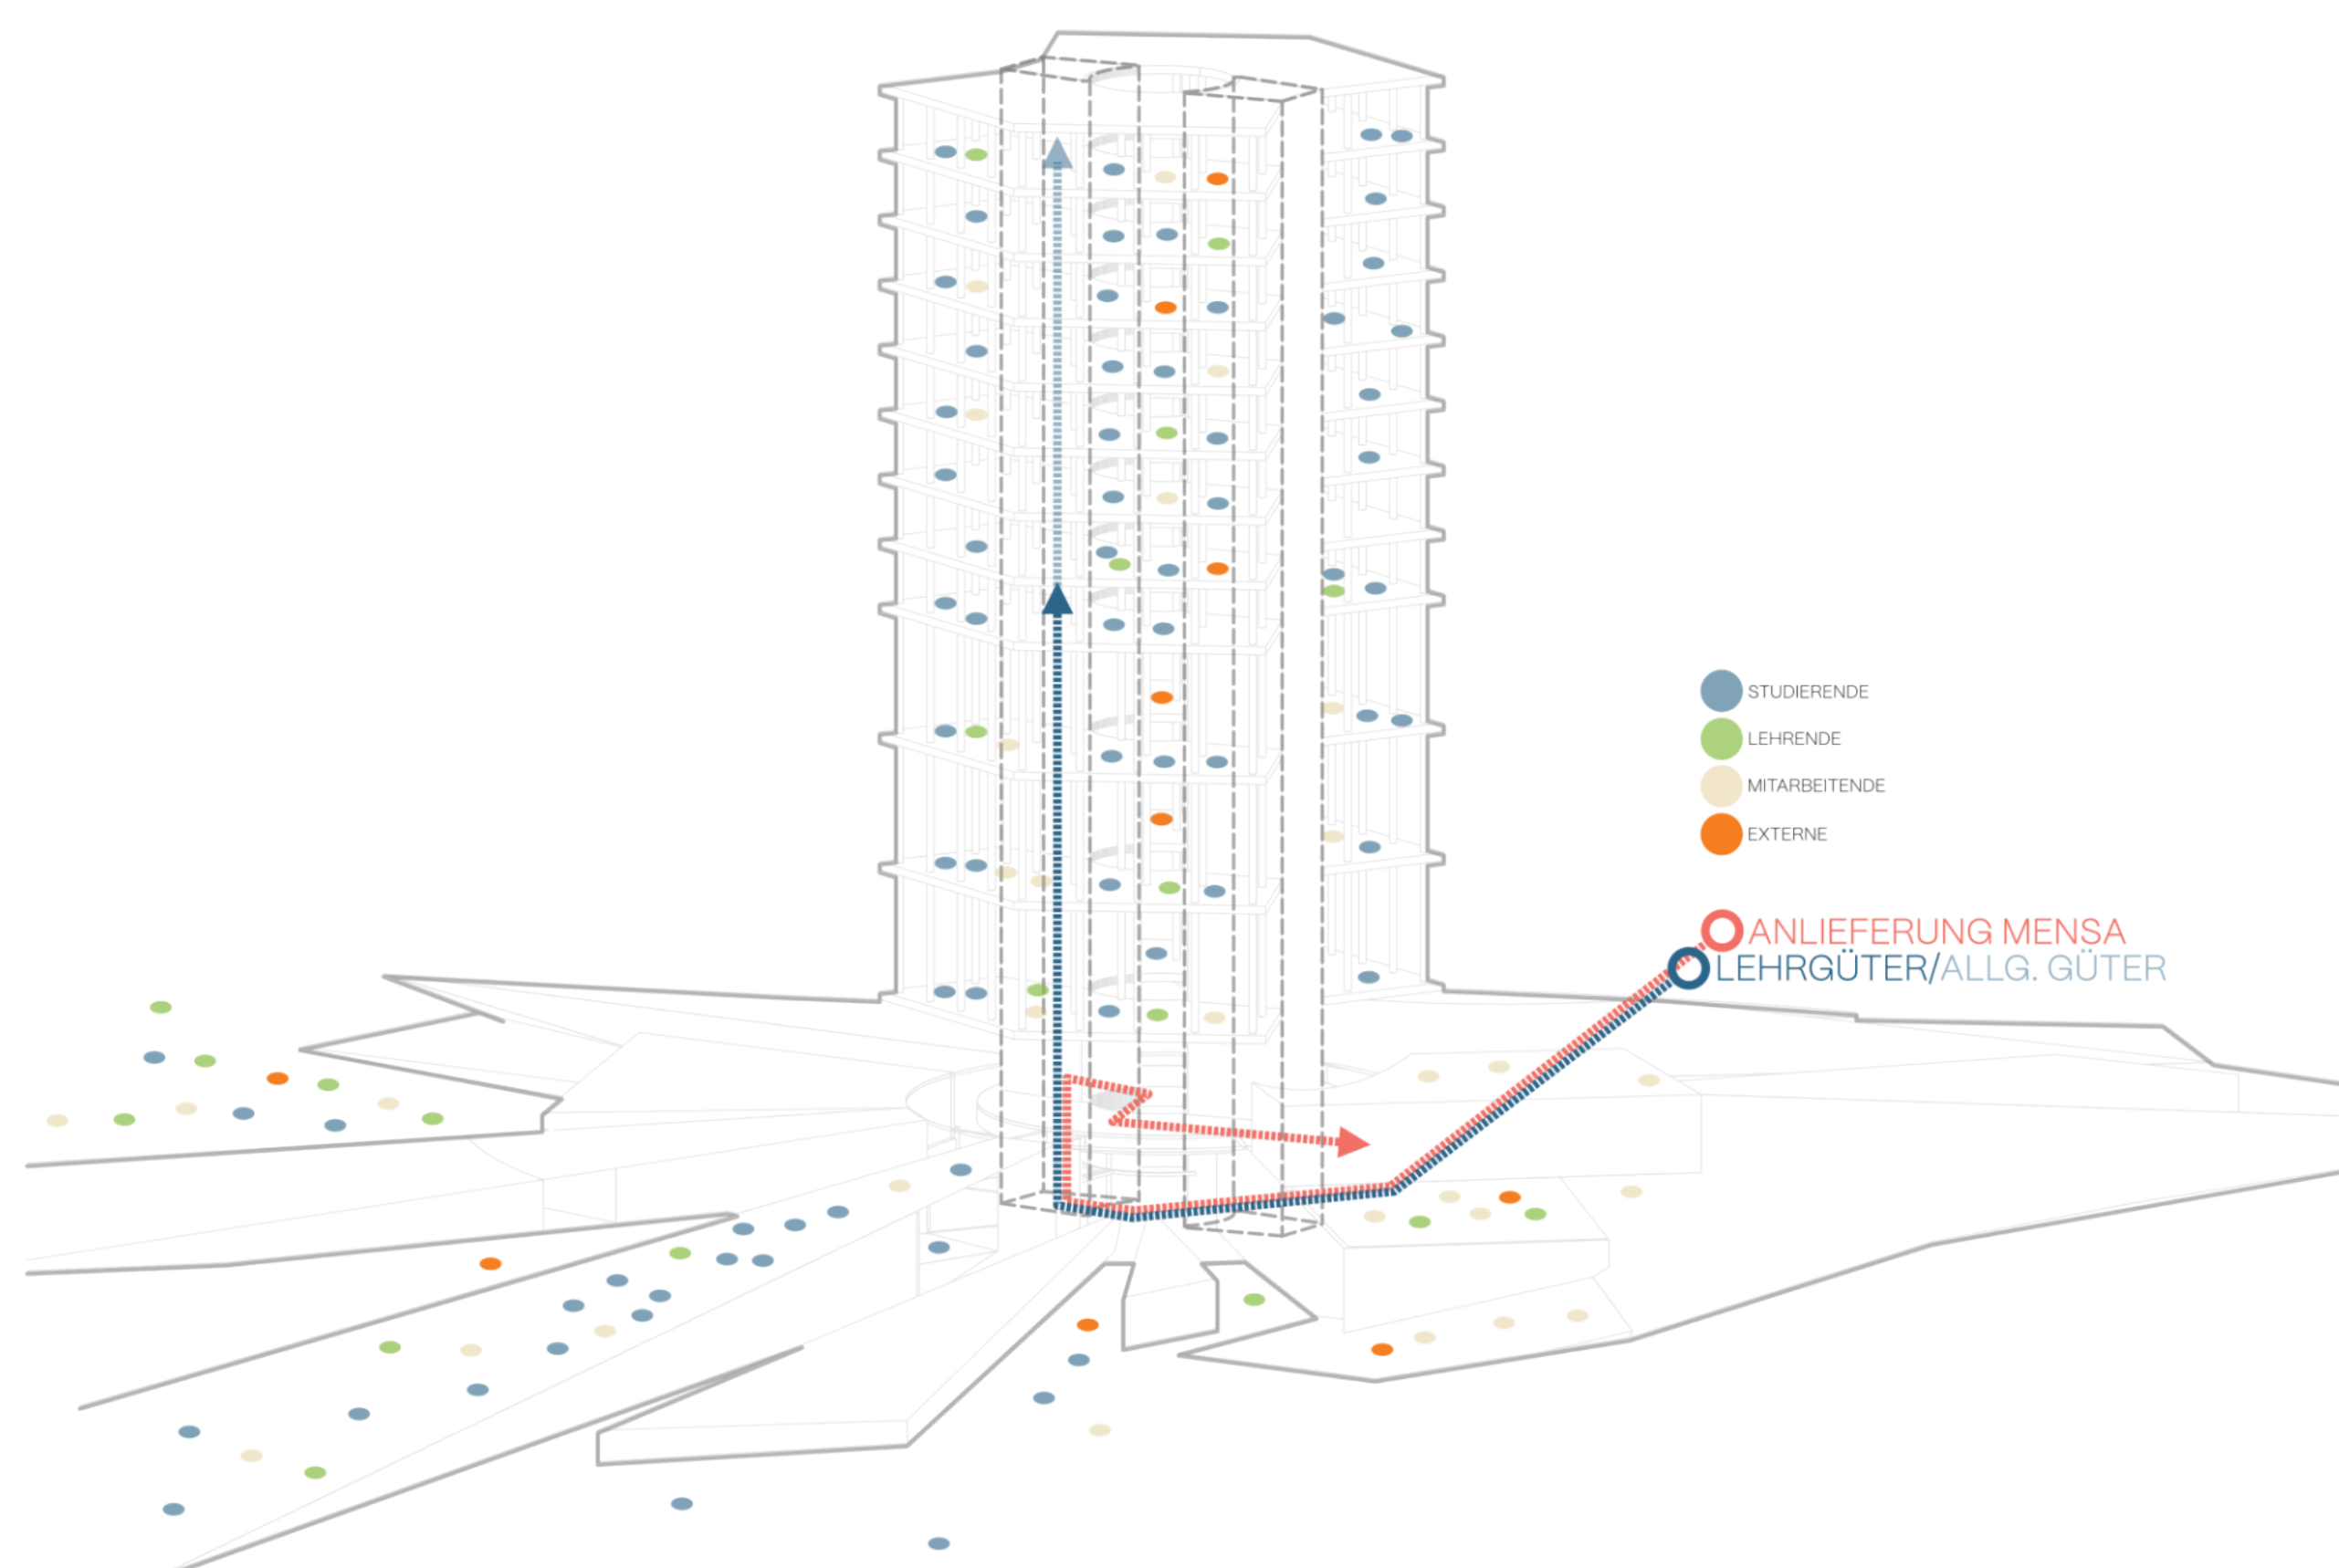 STUDIERENDE
LEHRENDE
MITARBEITENDE
EXTERNE
ANLIEFERUNG MENSA
LEHRGÜTER/ALLG. GÜTER